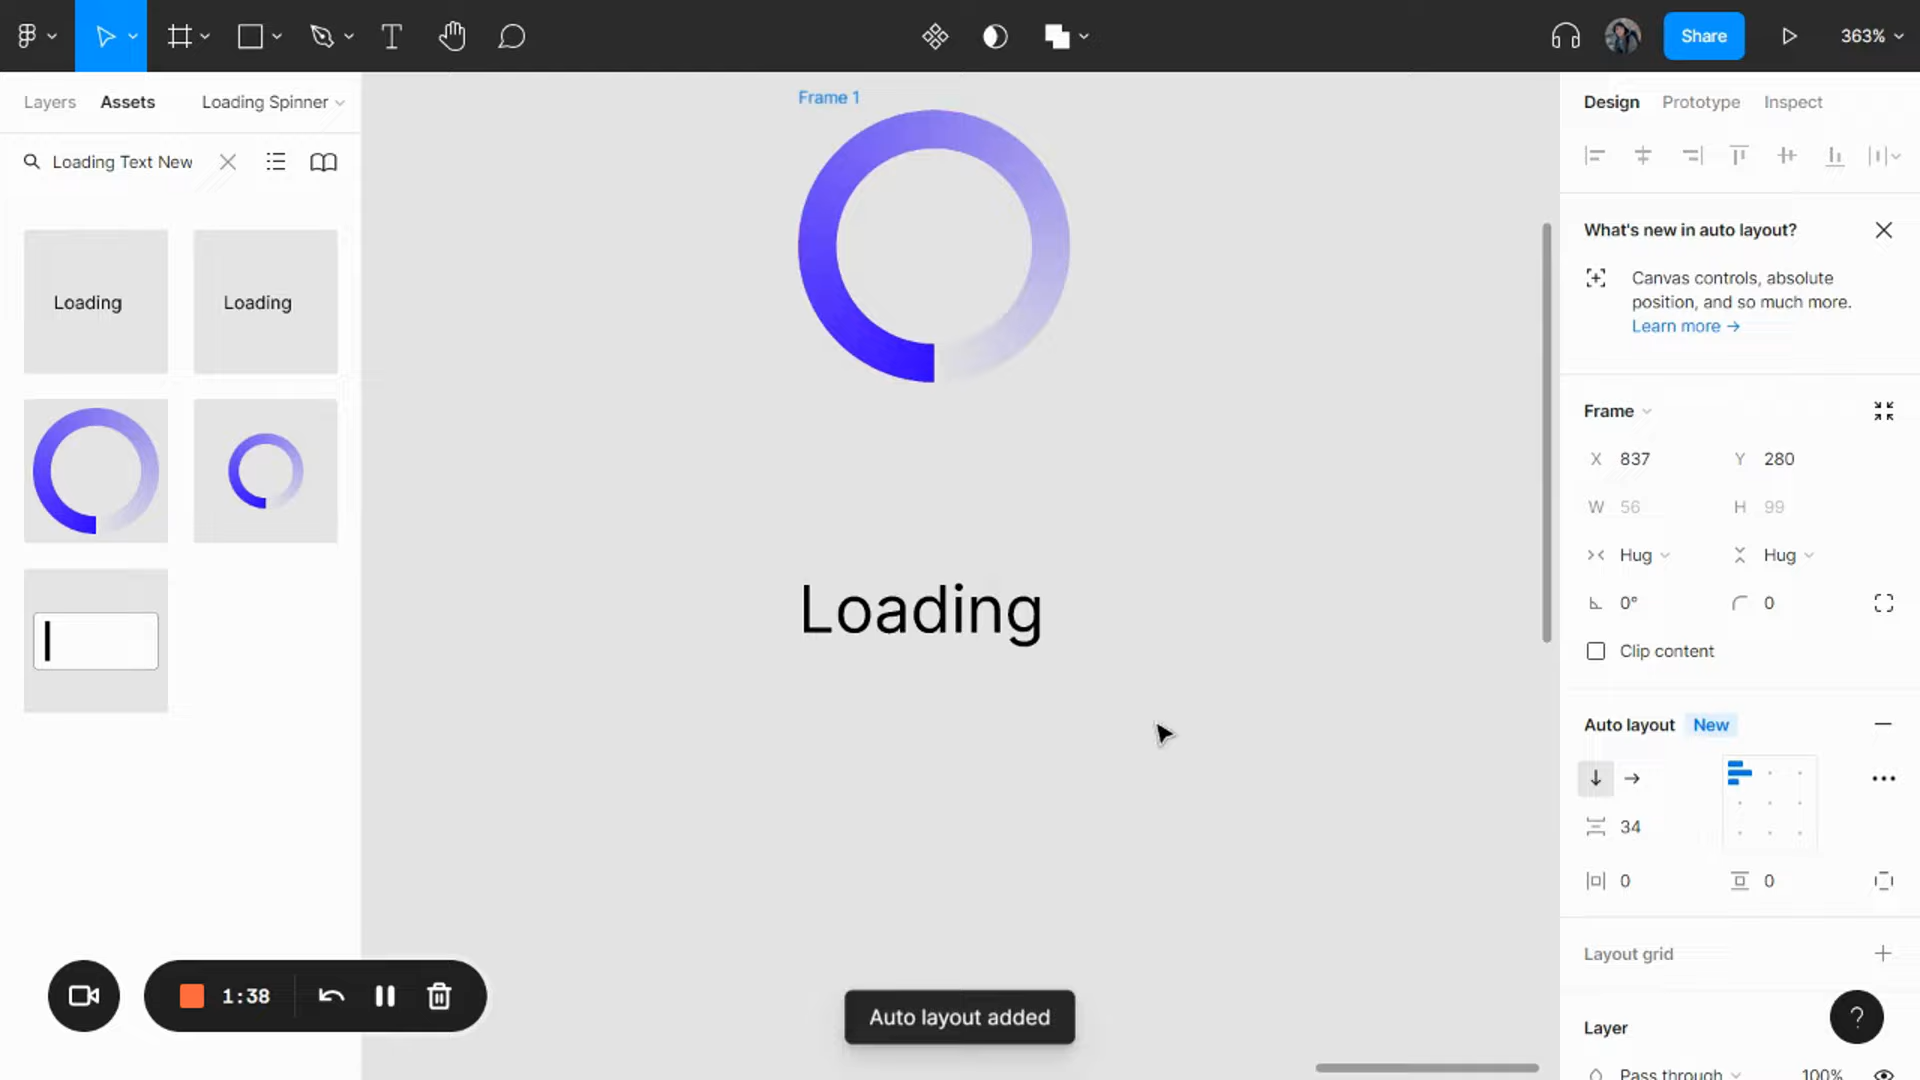 Share
363%
Layers
Assets
Loading Spinner
Loading Text New
Loading
Loading
Frame 1
Loading
Design
Prototype
Inspect
What's new in auto layout?
Canvas controls, absolute
position, and so much more.
Learn more →
Frame
X 837
Y 280
W 56
H 99
Hug
Hug
0°
0
Clip content
Auto layout New
34
0
0
Layout grid
?
Layer
Pass through
100%
1:38
Auto layout added